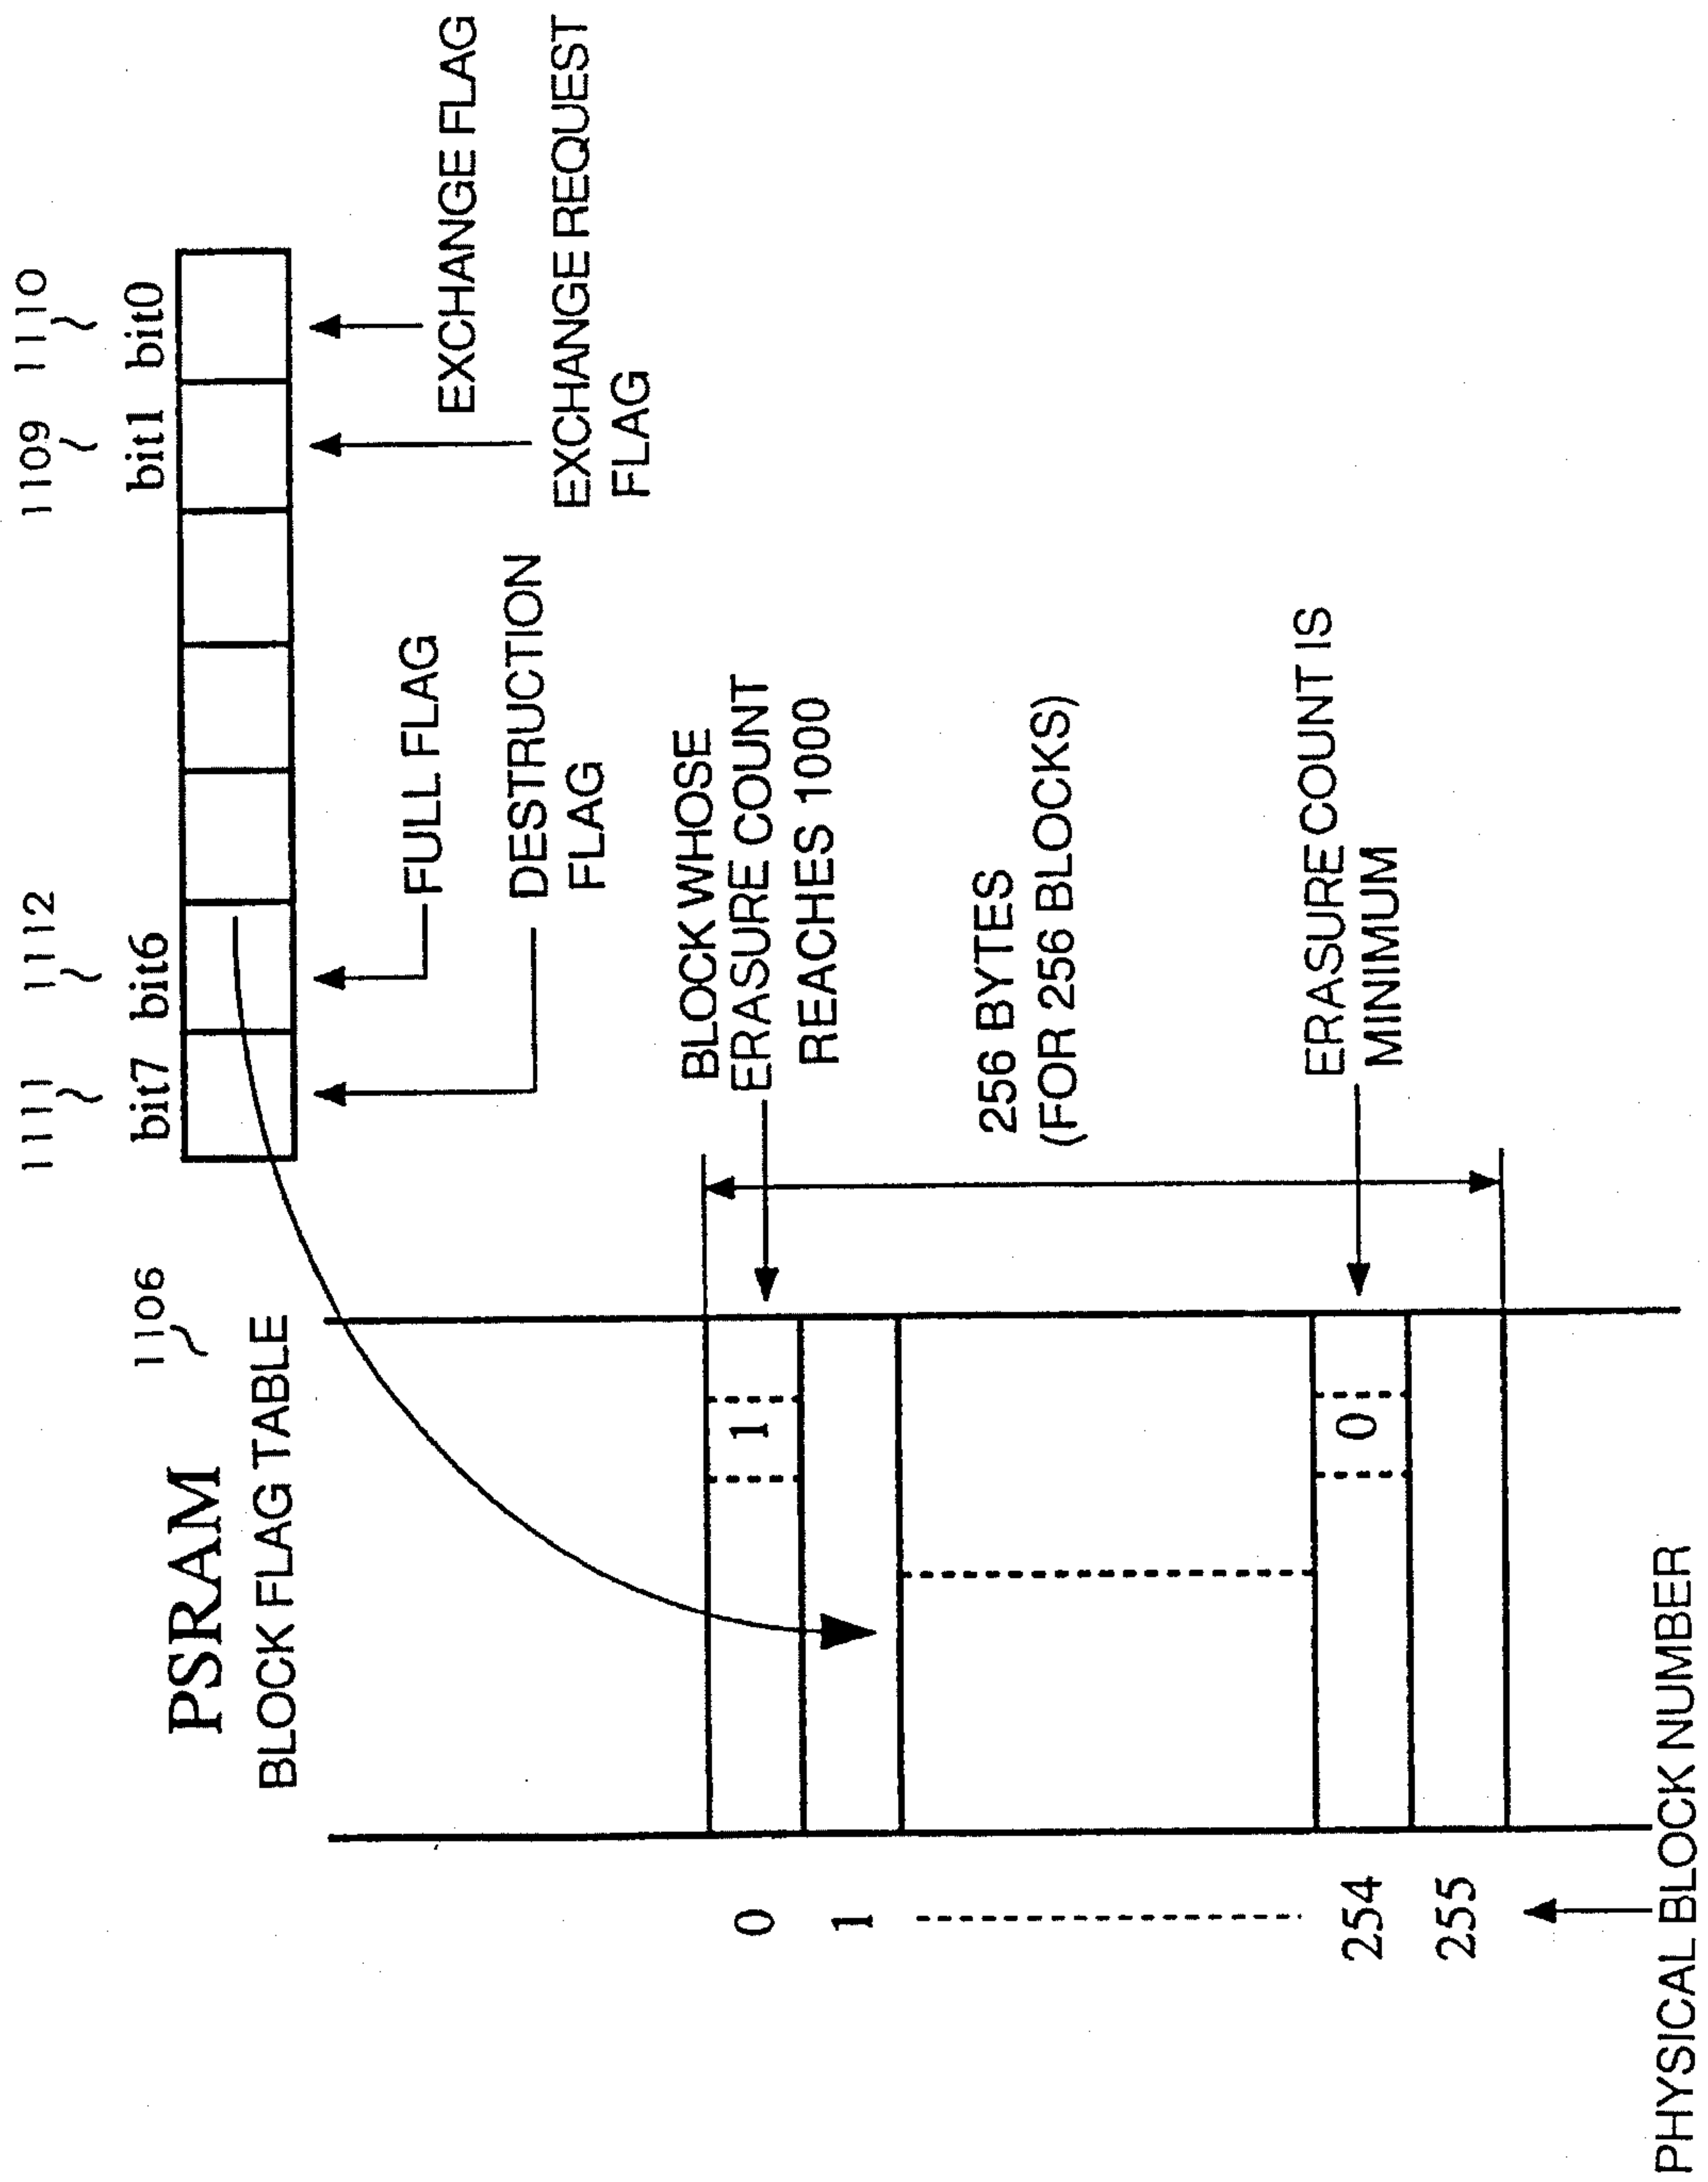 PSRAM
BLOCK FLAG TABLE
1106
1111
1112
1109
1110
bit7
bit6
bit1
bit0
FULL FLAG
DESTRUCTION
FLAG
EXCHANGE FLAG
EXCHANGE REQUEST
FLAG
0
1
BLOCK WHOSE
ERASURE COUNT
REACHES 1000
1
256 BYTES
(FOR 256 BLOCKS)
254
0
ERASURE COUNT IS
MINIMUM
255
PHYSICAL BLOCK NUMBER